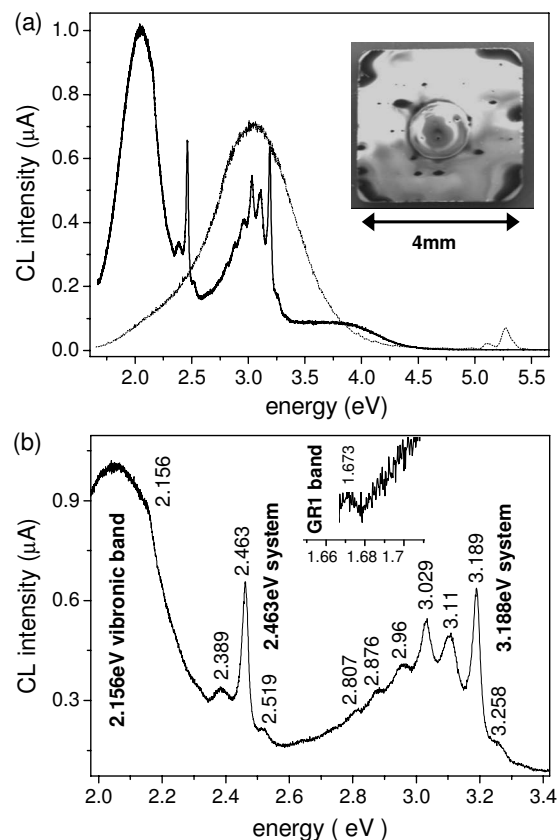 (a)
CL intensity (μA)
1.0
0.8
0.6
0.4
0.2
0.0
4mm
2.0 2.5 3.0 3.5 4.0 4.5 5.0 5.5
energy (eV)
(b)
CL intensity (μA)
0.9
0.6
0.3
2.156eV vibronic band
2.156
2.389
2.463
2.519
2.463eV system
GR1 band
1.673
1.66 1.68 1.7
2.807
2.876
2.96
3.029
3.11
3.189
3.258
3.188eV system
2.0 2.2 2.4 2.6 2.8 3.0 3.2 3.4
energy ( eV)